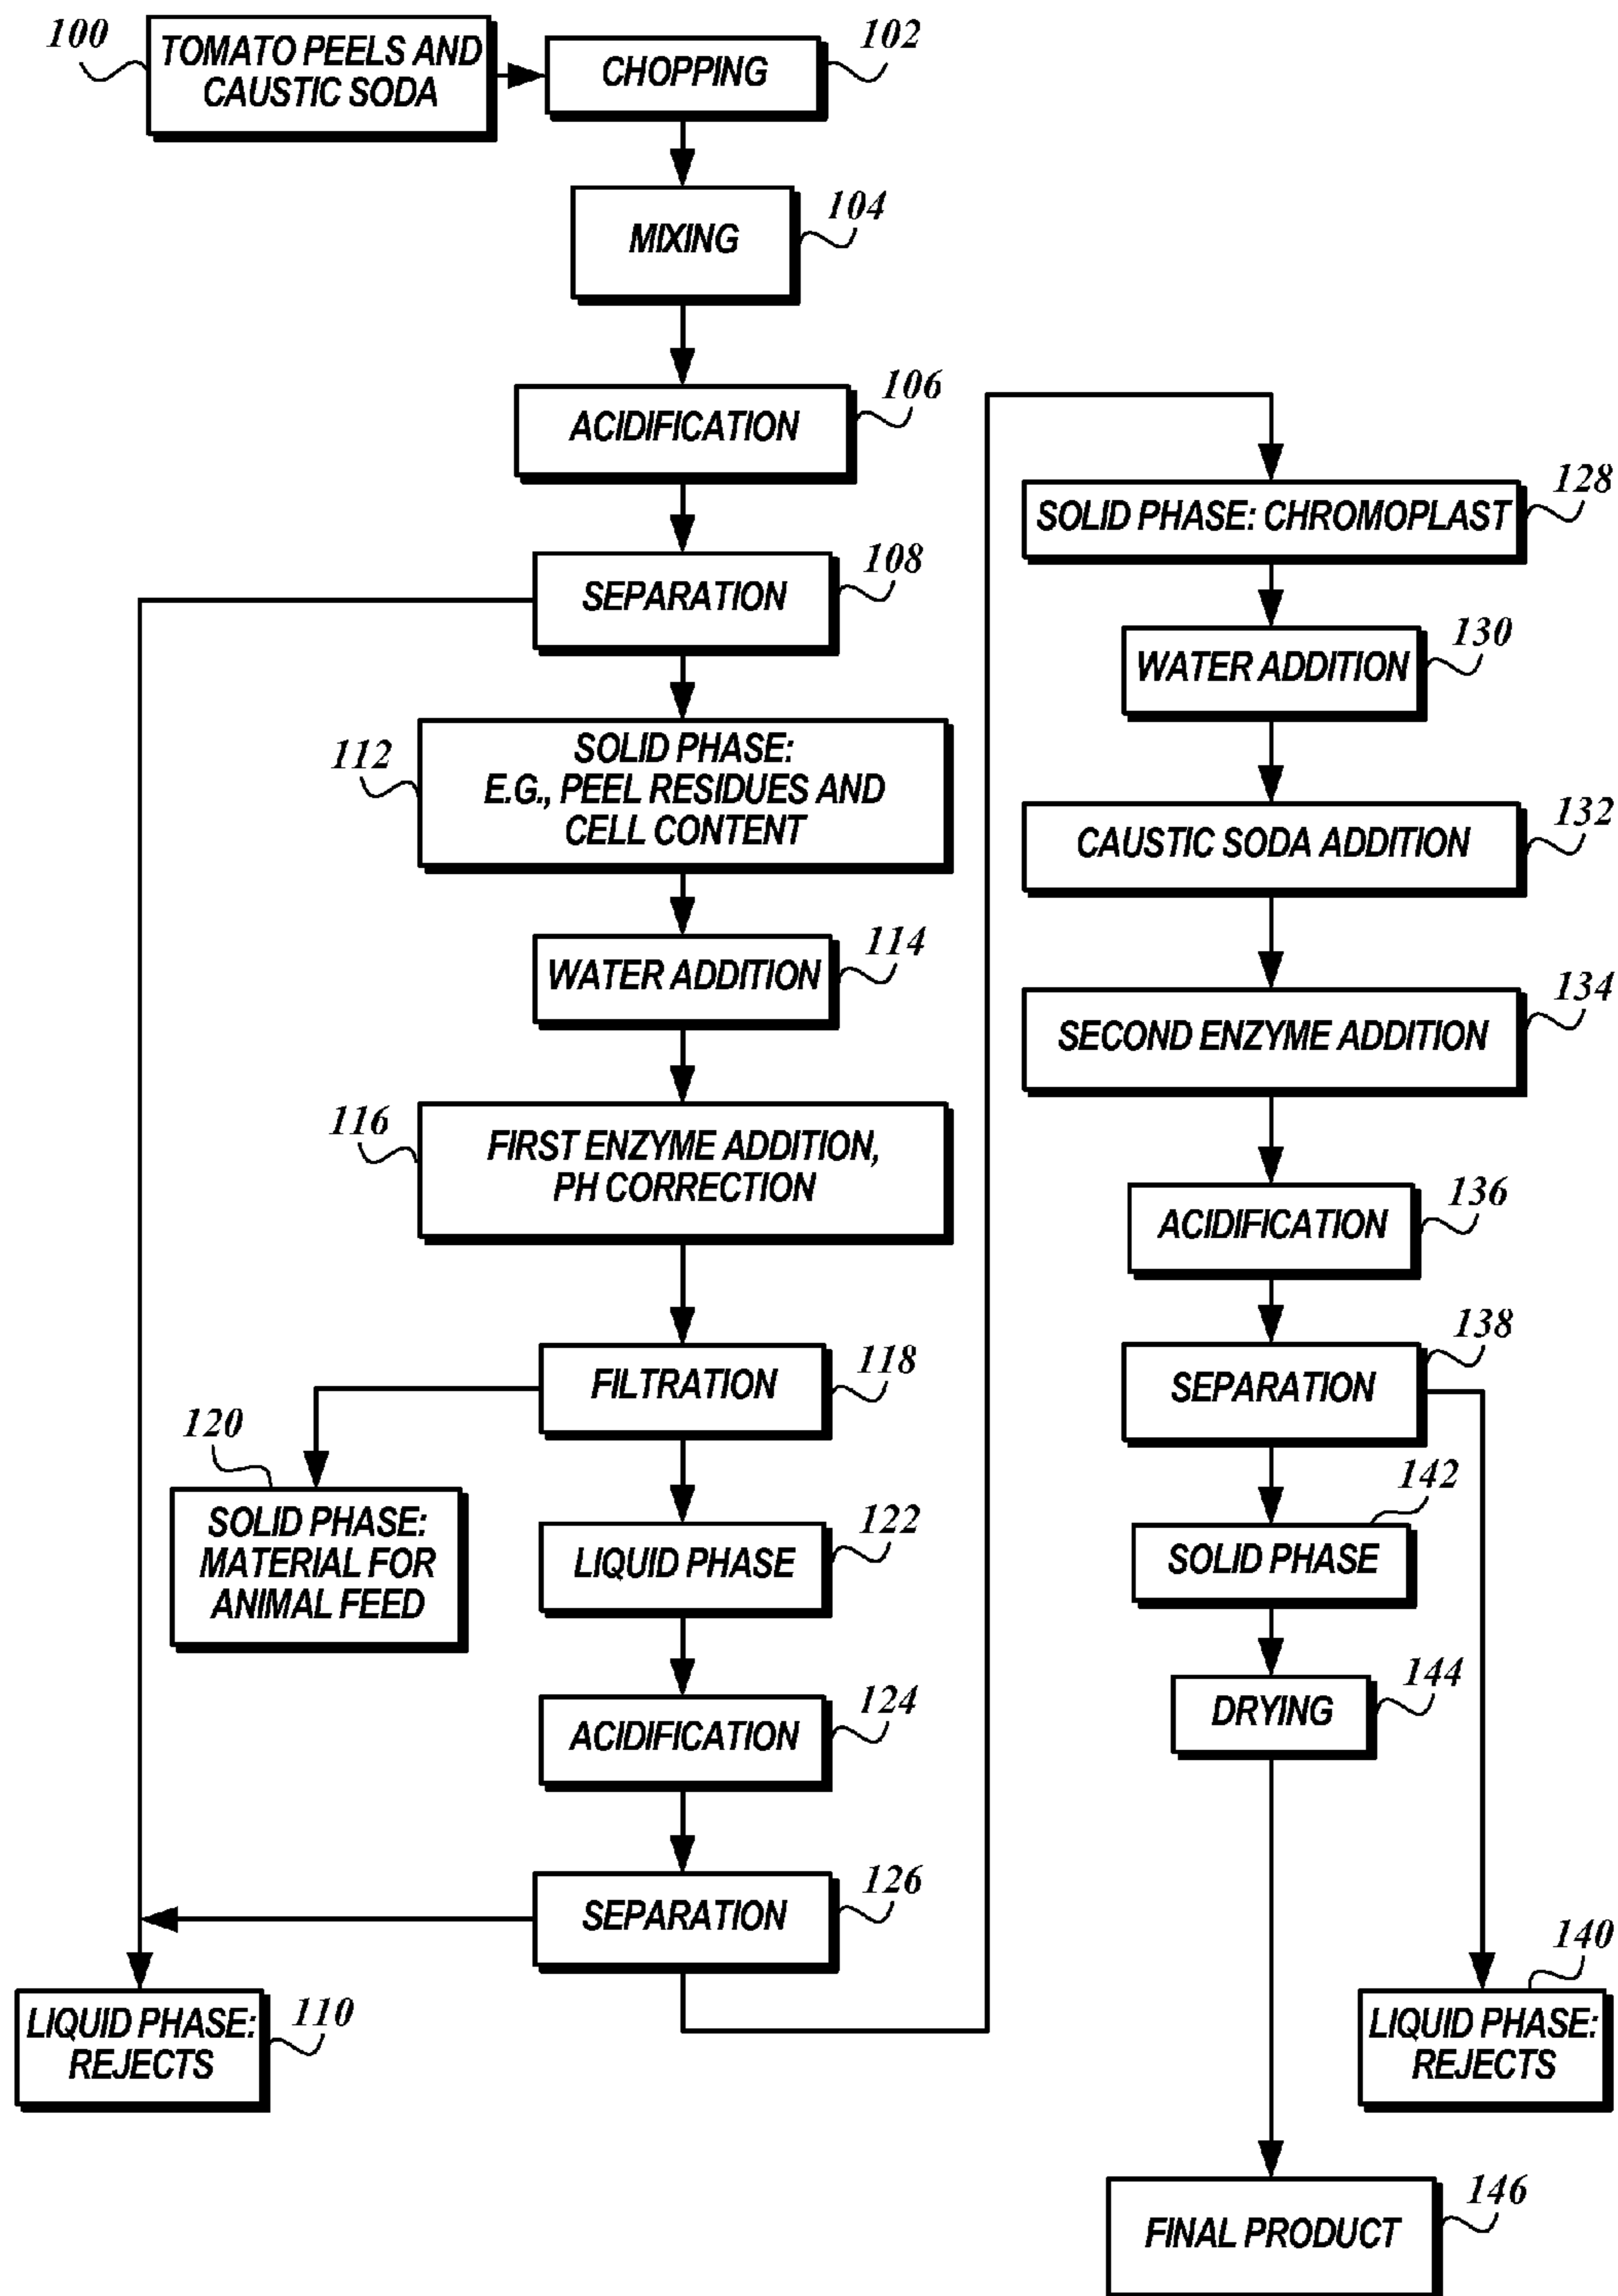 100
TOMATO PEELS AND
CAUSTIC SODA
102
CHOPPING
104
MIXING
106
ACIDIFICATION
108
SEPARATION
112
SOLID PHASE:
E.G., PEEL RESIDUES AND
CELL CONTENT
114
WATER ADDITION
116
FIRST ENZYME ADDITION,
PH CORRECTION
118
FILTRATION
120
SOLID PHASE:
MATERIAL FOR
ANIMAL FEED
122
LIQUID PHASE
124
ACIDIFICATION
126
SEPARATION
110
LIQUID PHASE:
REJECTS
128
SOLID PHASE: CHROMOPLAST
130
WATER ADDITION
132
CAUSTIC SODA ADDITION
134
SECOND ENZYME ADDITION
136
ACIDIFICATION
138
SEPARATION
142
SOLID PHASE
144
DRYING
140
LIQUID PHASE:
REJECTS
146
FINAL PRODUCT